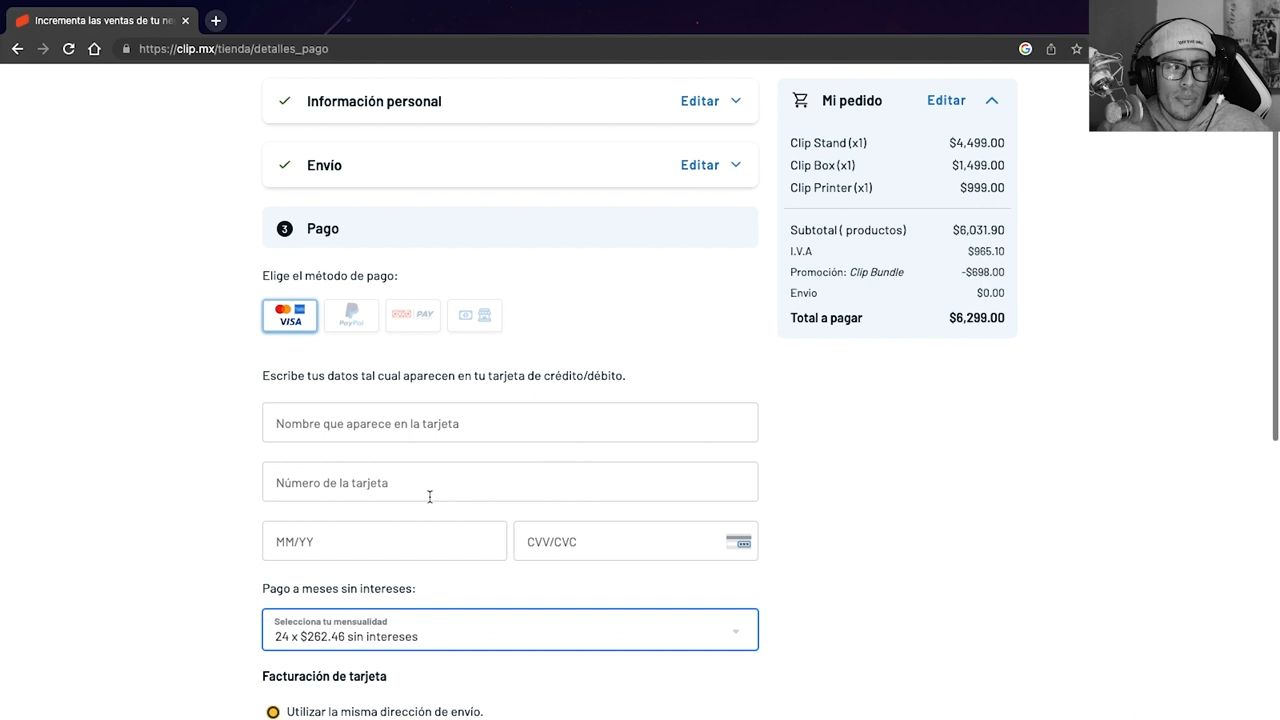 Incrementa las ventas de tu ne
https://clip.mx/tienda/detalles_pago
Información personal
Editar
Envío
Editar
3 Pago
Elige el método de pago:
VISA
PayPal
PAY
Escribe tus datos tal cual aparecen en tu tarjeta de crédito/débito.
Nombre que aparece en la tarjeta
Número de la tarjeta
MM/YY
CVV/CVC
Pago a meses sin intereses:
Selecciona tu mensualidad
24 x $262.46 sin intereses
Facturación de tarjeta
Utilizar la misma dirección de envío.
Mi pedido
Editar
Clip Stand (x1) $4,499.00
Clip Box (x1) $1,499.00
Clip Printer (x1) $999.00
Subtotal ( productos) $6,031.90
I.V.A $965.10
Promoción: Clip Bundle -$698.00
Envio $0.00
Total a pagar $6,299.00